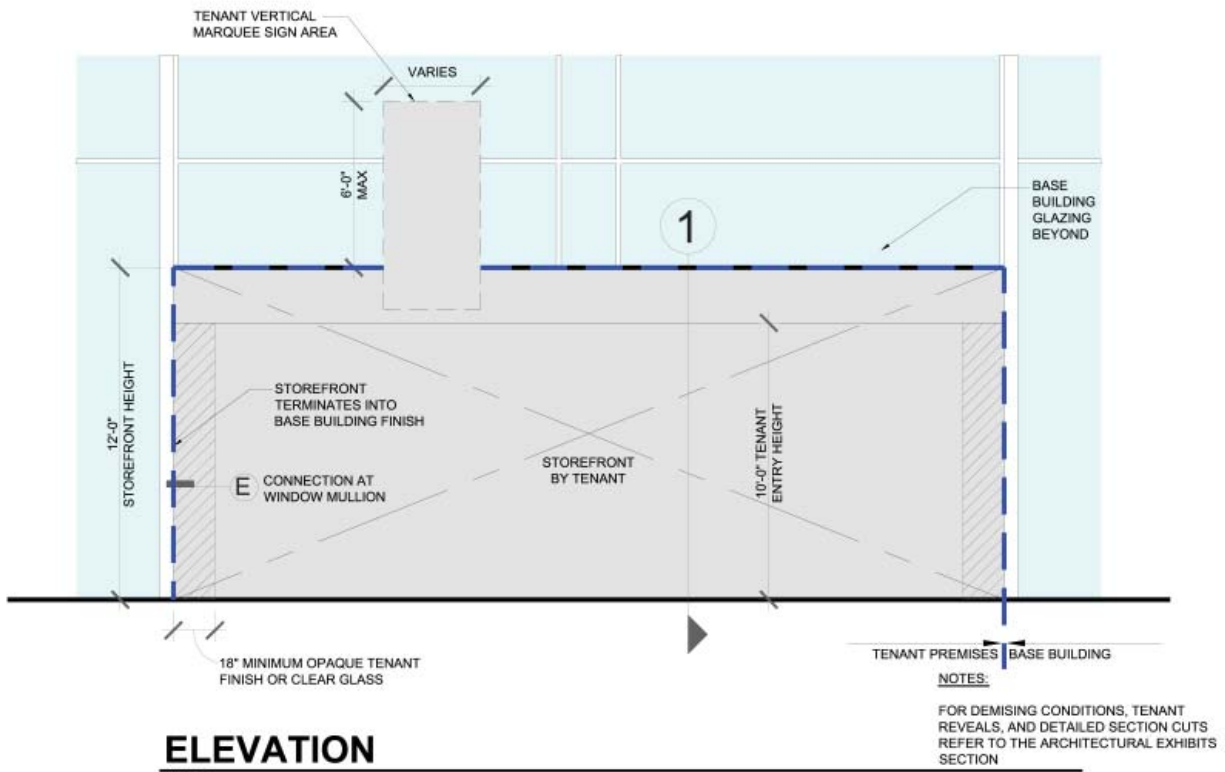 TENANT VERTICAL
MARQUEE SIGN AREA
VARIES
6'-0"
MAX
1
BASE
BUILDING
GLAZING
BEYOND
12'-0"
STOREFRONT HEIGHT
STOREFRONT
TERMINATES INTO
BASE BUILDING FINISH
E
CONNECTION AT
WINDOW MULLION
STOREFRONT
BY TENANT
10'-0" TENANT
ENTRY HEIGHT
18" MINIMUM OPAQUE TENANT
FINISH OR CLEAR GLASS
TENANT PREMISES
BASE BUILDING
NOTES:
FOR DEMISING CONDITIONS, TENANT
REVEALS, AND DETAILED SECTION CUTS
REFER TO THE ARCHITECTURAL EXHIBITS
SECTION
ELEVATION